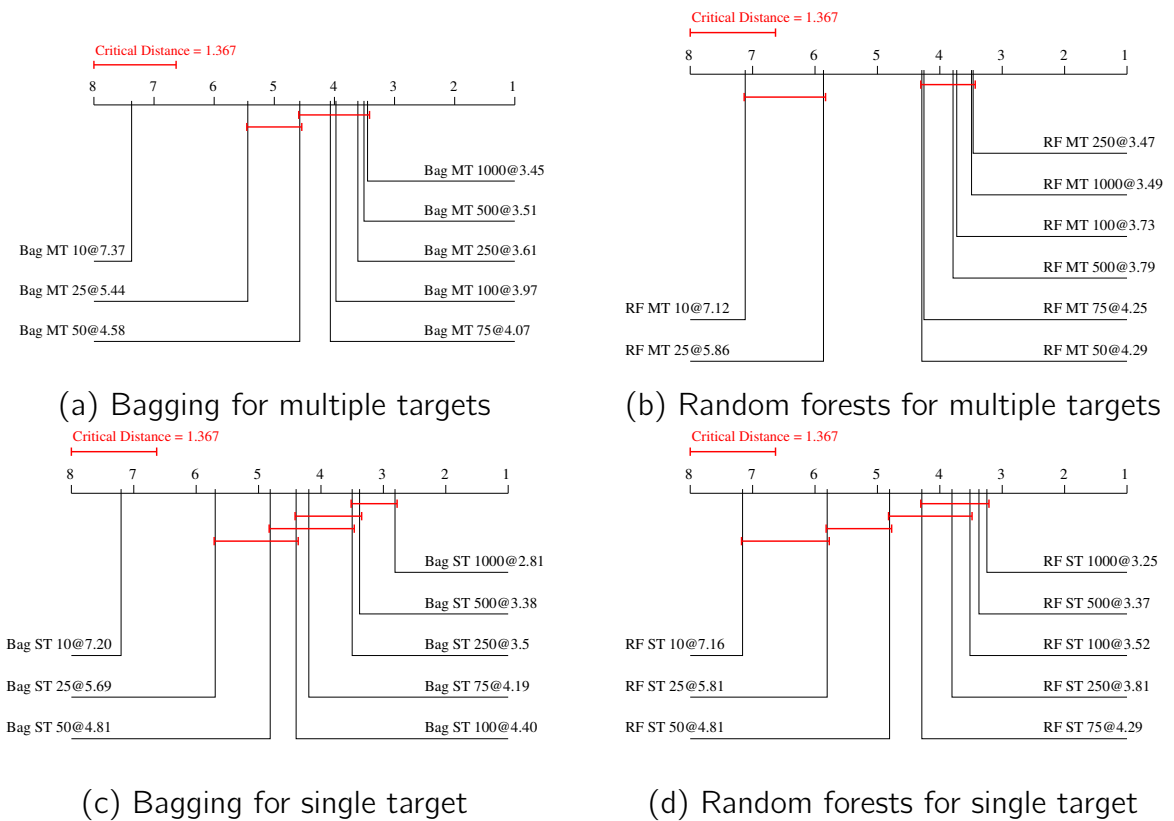 Critical Distance = 1.367
8 7 6 5 4 3 2 1
Bag MT 1000@3.45
Bag MT 500@3.51
Bag MT 10@7.37
Bag MT 250@3.61
Bag MT 25@5.44
Bag MT 100@3.97
Bag MT 50@4.58
Bag MT 75@4.07
(a) Bagging for multiple targets
Critical Distance = 1.367
8 7 6 5 4 3 2 1
RF MT 250@3.47
RF MT 1000@3.49
RF MT 100@3.73
RF MT 500@3.79
RF MT 10@7.12
RF MT 75@4.25
RF MT 25@5.86
RF MT 50@4.29
(b) Random forests for multiple targets
Critical Distance = 1.367
8 7 6 5 4 3 2 1
Bag ST 1000@2.81
Bag ST 500@3.38
Bag ST 10@7.20
Bag ST 250@3.5
Bag ST 25@5.69
Bag ST 75@4.19
Bag ST 50@4.81
Bag ST 100@4.40
(c) Bagging for single target
Critical Distance = 1.367
8 7 6 5 4 3 2 1
RF ST 1000@3.25
RF ST 500@3.37
RF ST 10@7.16
RF ST 100@3.52
RF ST 25@5.81
RF ST 250@3.81
RF ST 50@4.81
RF ST 75@4.29
(d) Random forests for single target